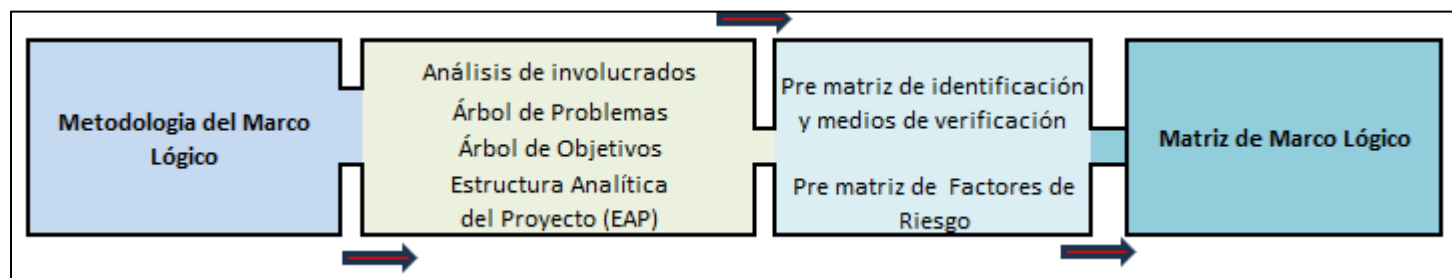 Metodologia del Marco
Lógico
Análisis de involucrados
Árbol de Problemas
Árbol de Objetivos
Estructura Analítica
del Proyecto (EAP)
Pre matriz de identificación
y medios de verificación
Pre matriz de Factores de
Riesgo
Matriz de Marco Lógico